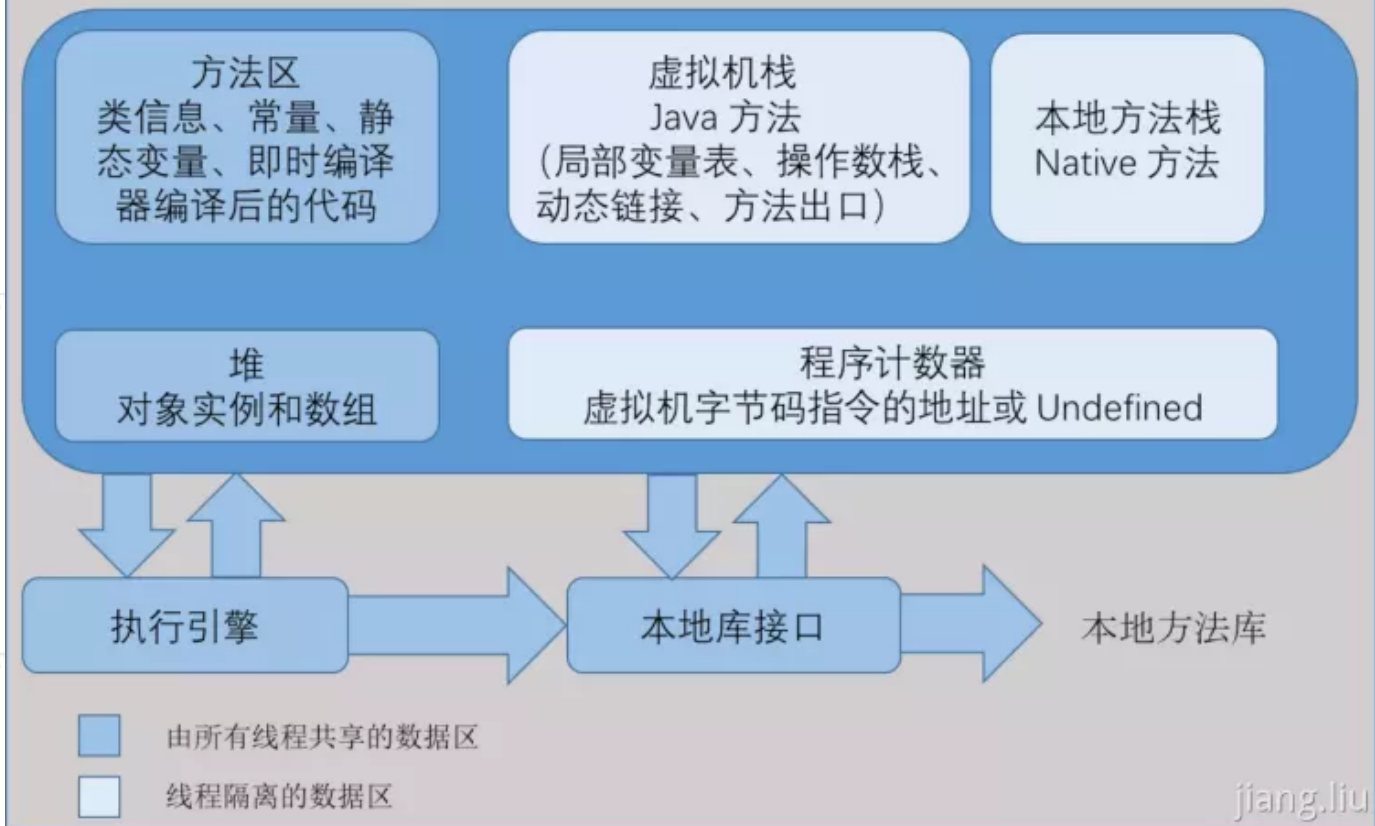 方法区
类信息、常量、静
态变量、即时编译
器编译后的代码
虚拟机栈
Java 方法
（局部变量表、操作数栈、
动态链接、方法出口）
本地方法栈
Native 方法
堆
对象实例和数组
程序计数器
虚拟机字节码指令的地址或 Undefined
执行引擎
本地库接口
本地方法库
由所有线程共享的数据区
线程隔离的数据区
jiang.liu